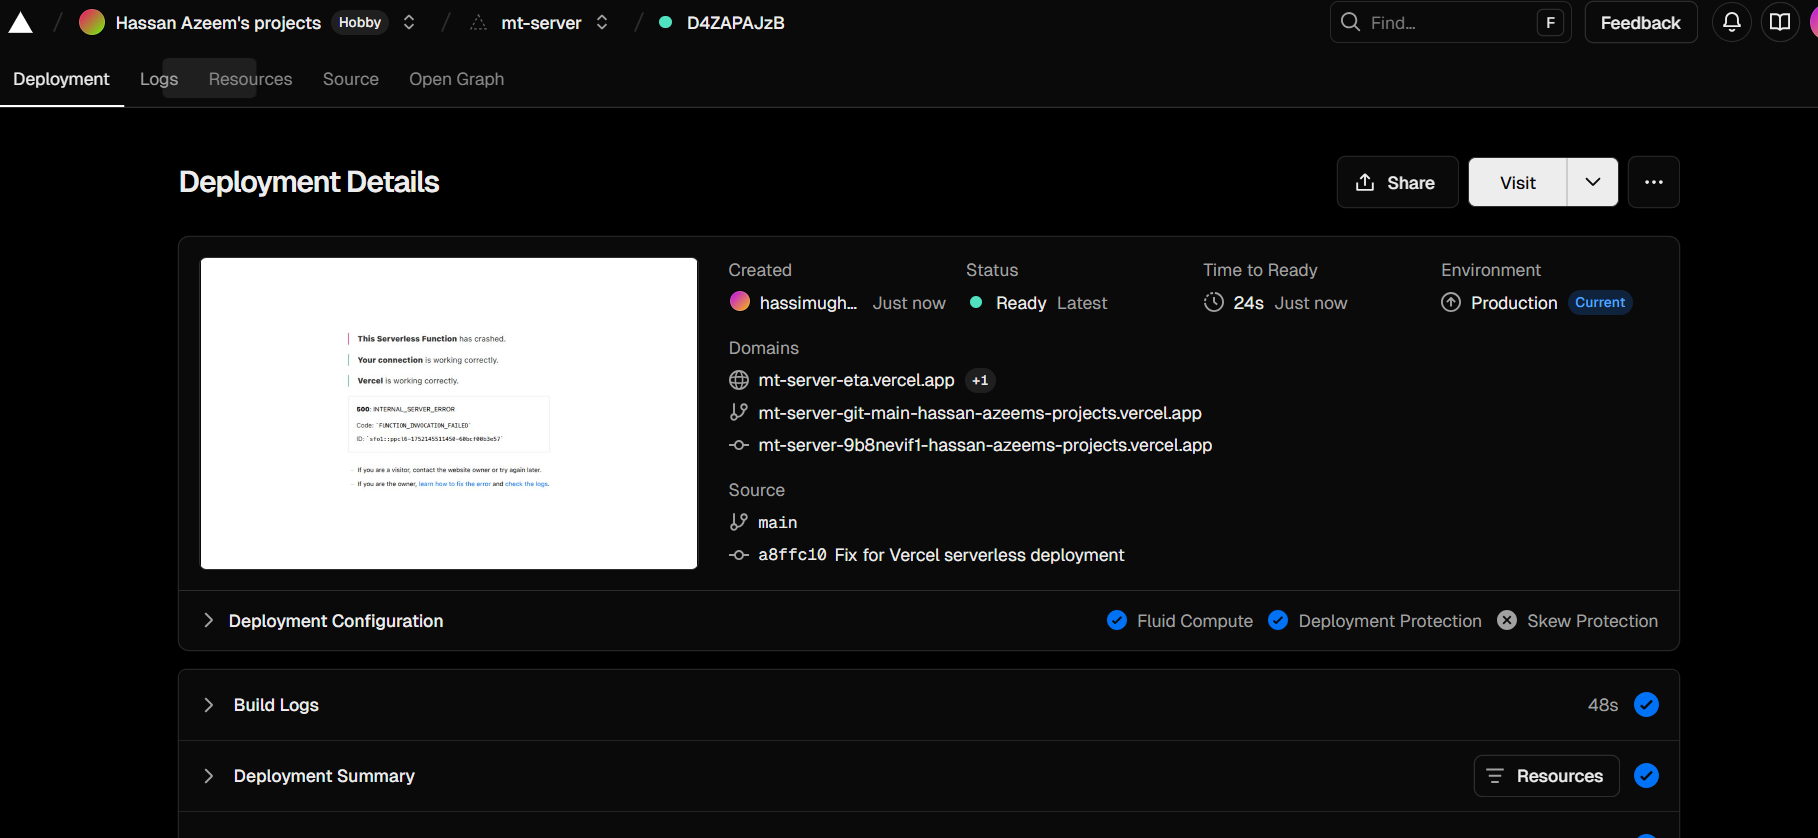 Hassan Azeem's projects Hobby mt-server D4ZAPAJzB Find... F Feedback
Deployment Logs Resources Source Open Graph
Deployment Details Share Visit
This Serverless Function has crashed.
Your connection is working correctly.
Vercel is working correctly.
500: INTERNAL_SERVER_ERROR
Code: `FUNCTION_INVOCATION_FAILED`
ID: `sfo1::ppcl6-1752145511450-60bcf00b3e57`
If you are a visitor, contact the website owner or try again later.
If you are the owner, learn how to fix the error and check the logs.
Created Status Time to Ready Environment
hassimugh... Just now Ready Latest 24s Just now Production Current
Domains
mt-server-eta.vercel.app +1
mt-server-git-main-hassan-azeems-projects.vercel.app
mt-server-9b8nevif1-hassan-azeems-projects.vercel.app
Source
main
a8ffc10 Fix for Vercel serverless deployment
Deployment Configuration Fluid Compute Deployment Protection Skew Protection
Build Logs 48s
Deployment Summary Resources